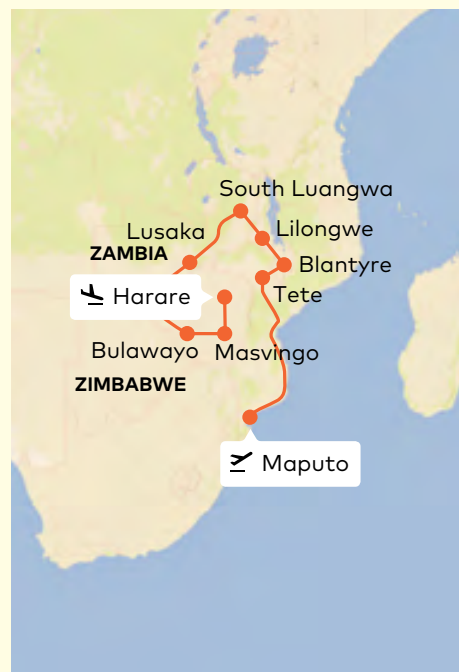 South Luangwa
Lusaka
Lilongwe
ZAMBIA
Blantyre
Harare
Tete
Bulawayo
Masvingo
ZIMBABWE
Maputo